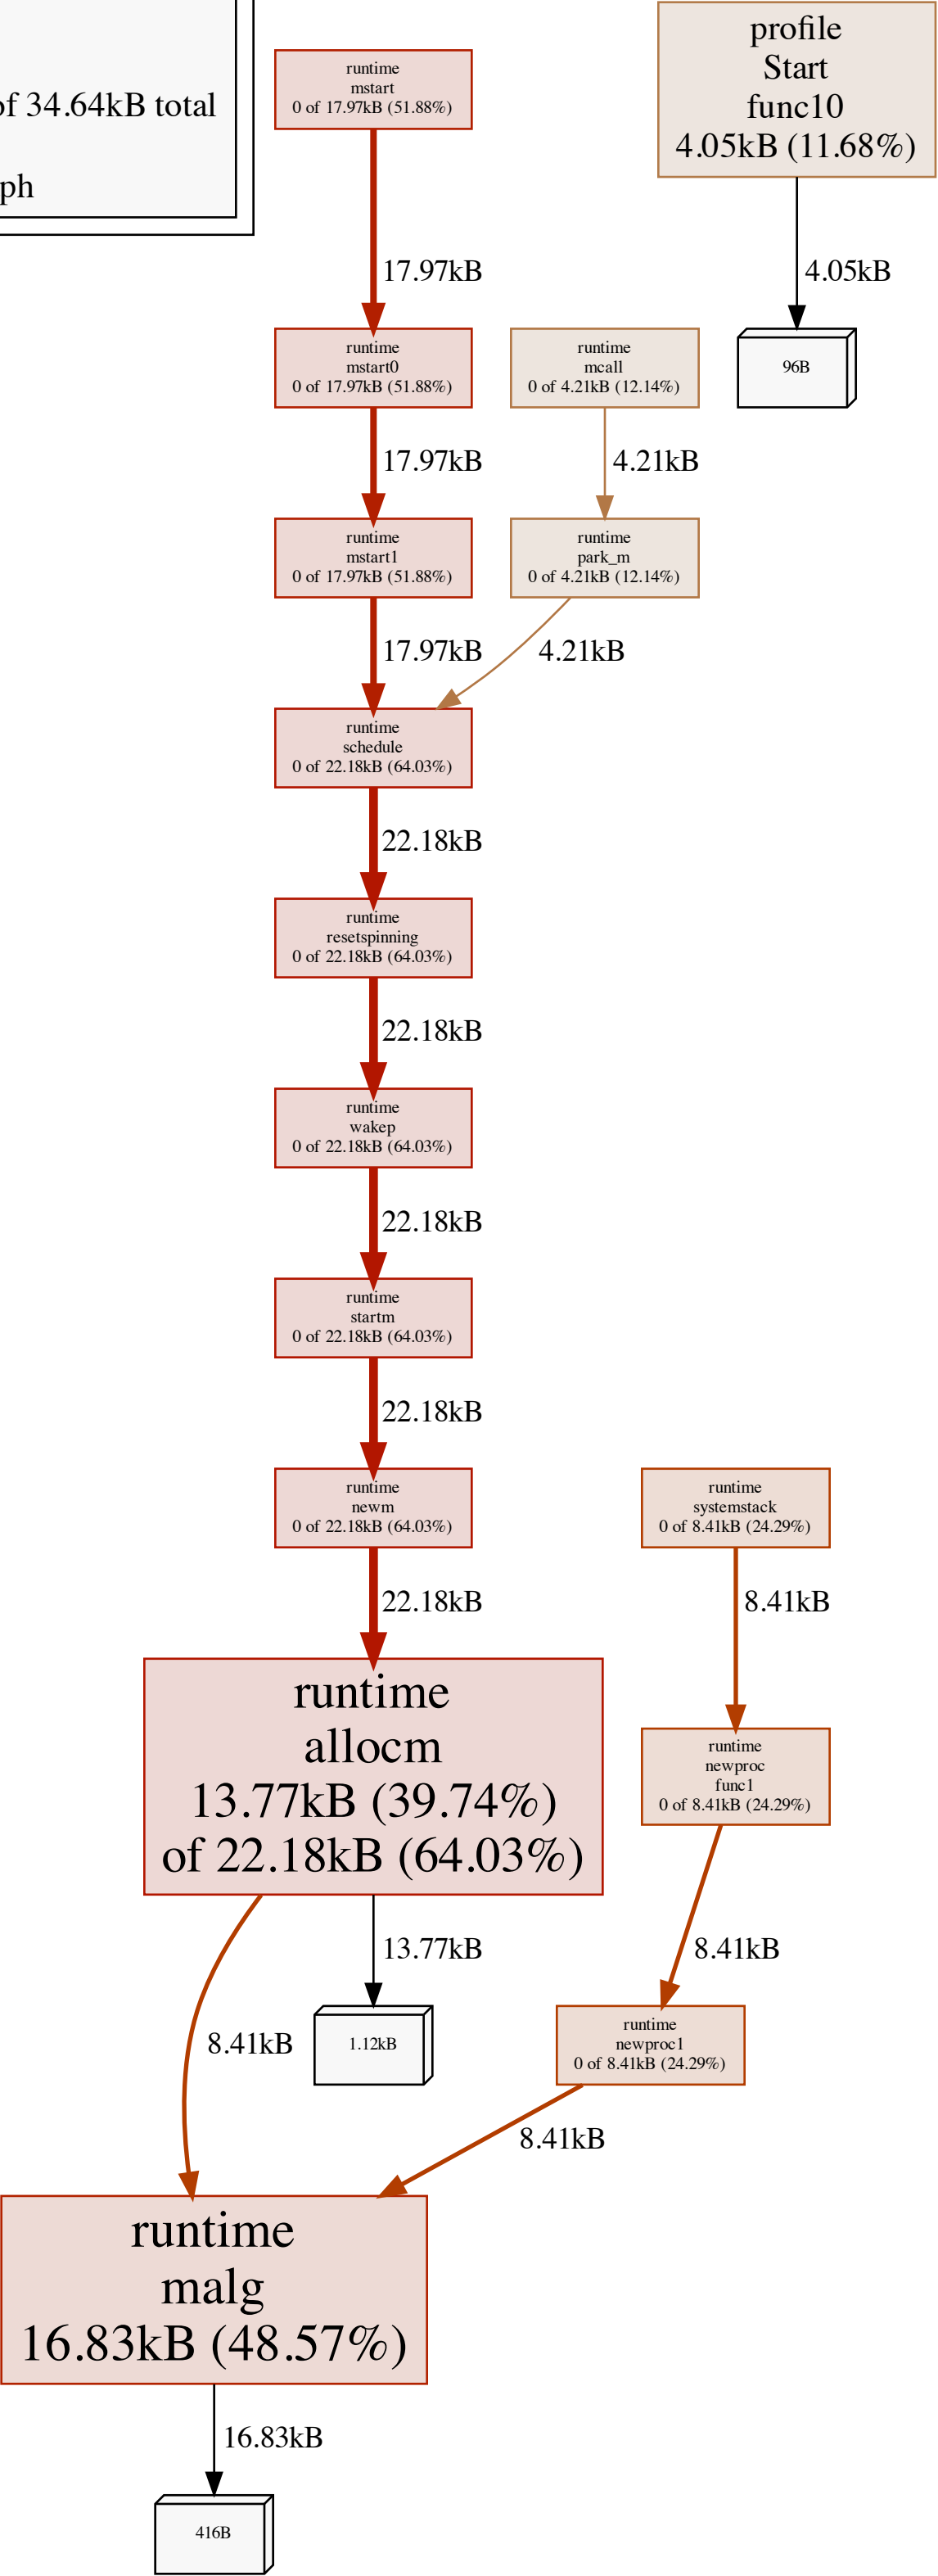 of 34.64kB total
ph
runtime
mstart
0 of 17.97kB (51.88%)
profile
Start
func10
4.05kB (11.68%)
17.97kB
4.05kB
runtime
mstart0
0 of 17.97kB (51.88%)
runtime
mcall
0 of 4.21kB (12.14%)
96B
17.97kB
4.21kB
runtime
mstart1
0 of 17.97kB (51.88%)
runtime
park_m
0 of 4.21kB (12.14%)
17.97kB
4.21kB
runtime
schedule
0 of 22.18kB (64.03%)
22.18kB
runtime
resetspinning
0 of 22.18kB (64.03%)
22.18kB
runtime
wakep
0 of 22.18kB (64.03%)
22.18kB
runtime
startm
0 of 22.18kB (64.03%)
22.18kB
runtime
newm
0 of 22.18kB (64.03%)
runtime
systemstack
0 of 8.41kB (24.29%)
22.18kB
8.41kB
runtime
allocm
13.77kB (39.74%)
of 22.18kB (64.03%)
runtime
newproc
func1
0 of 8.41kB (24.29%)
13.77kB
8.41kB
8.41kB
1.12kB
runtime
newproc1
0 of 8.41kB (24.29%)
8.41kB
runtime
malg
16.83kB (48.57%)
16.83kB
416B